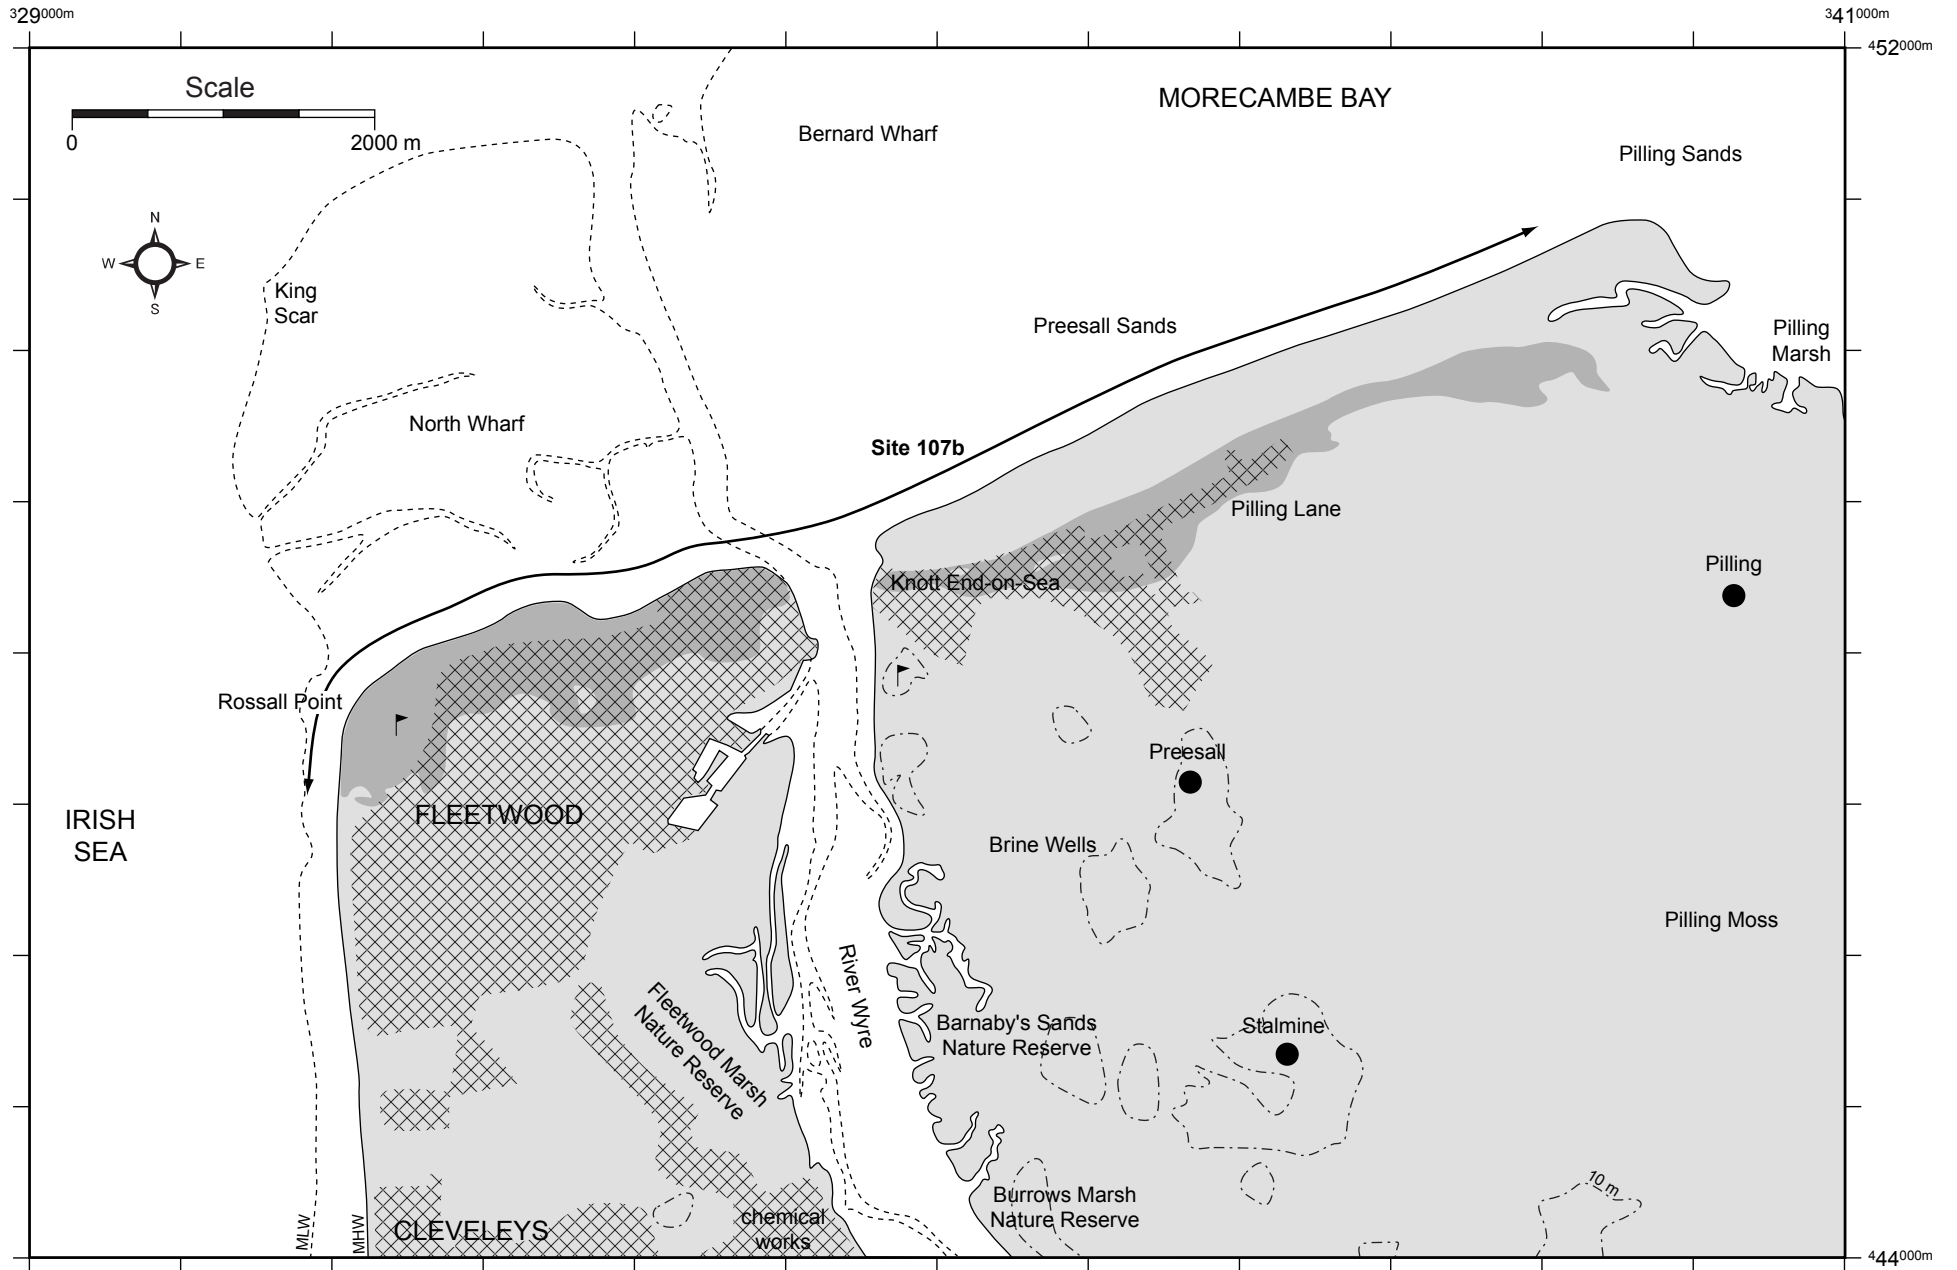 329000m
341000m
452000m
Scale
0
2000 m
MORECAMBE BAY
Bernard Wharf
Pilling Sands
N
W
E
S
King
Scar
Preesall Sands
Pilling
Marsh
North Wharf
Site 107b
Pilling Lane
Knott End-on-Sea
Pilling
Rossall Point
Preesall
FLEETWOOD
IRISH
SEA
Brine Wells
Pilling Moss
River Wyre
Fleetwood Marsh
Nature Reserve
Barnaby's Sands
Nature Reserve
Stalmine
10 m
Burrows Marsh
Nature Reserve
MLW
MHW
CLEVELEYS
chemical
works
444000m